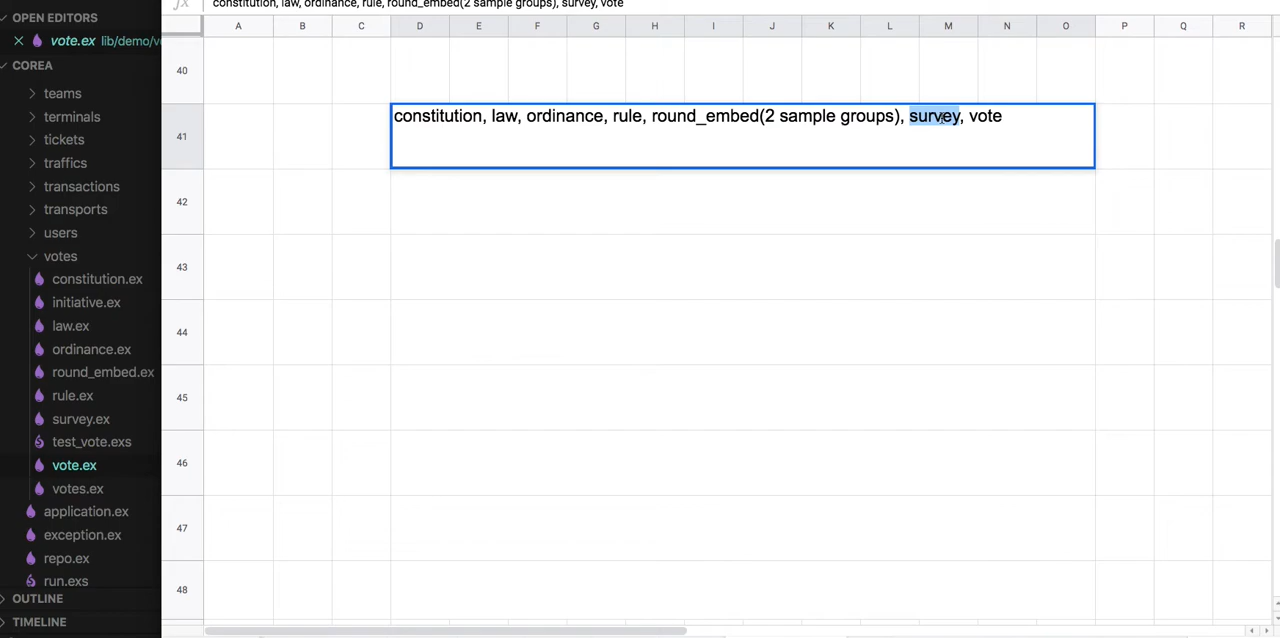 OPEN EDITORS
vote.ex lib/demo/v
COREA
teams
terminals
tickets
traffics
transactions
transports
users
votes
constitution.ex
initiative.ex
law.ex
ordinance.ex
round_embed.ex
rule.ex
survey.ex
test_vote.exs
vote.ex
votes.ex
application.ex
exception.ex
repo.ex
run.exs
OUTLINE
TIMELINE
fx constitution, law, ordinance, rule, round_embed(2 sample groups), survey, vote
A B C D E F G H I J K L M N O P Q R
40
41 constitution, law, ordinance, rule, round_embed(2 sample groups), survey, vote
42
43
44
45
46
47
48